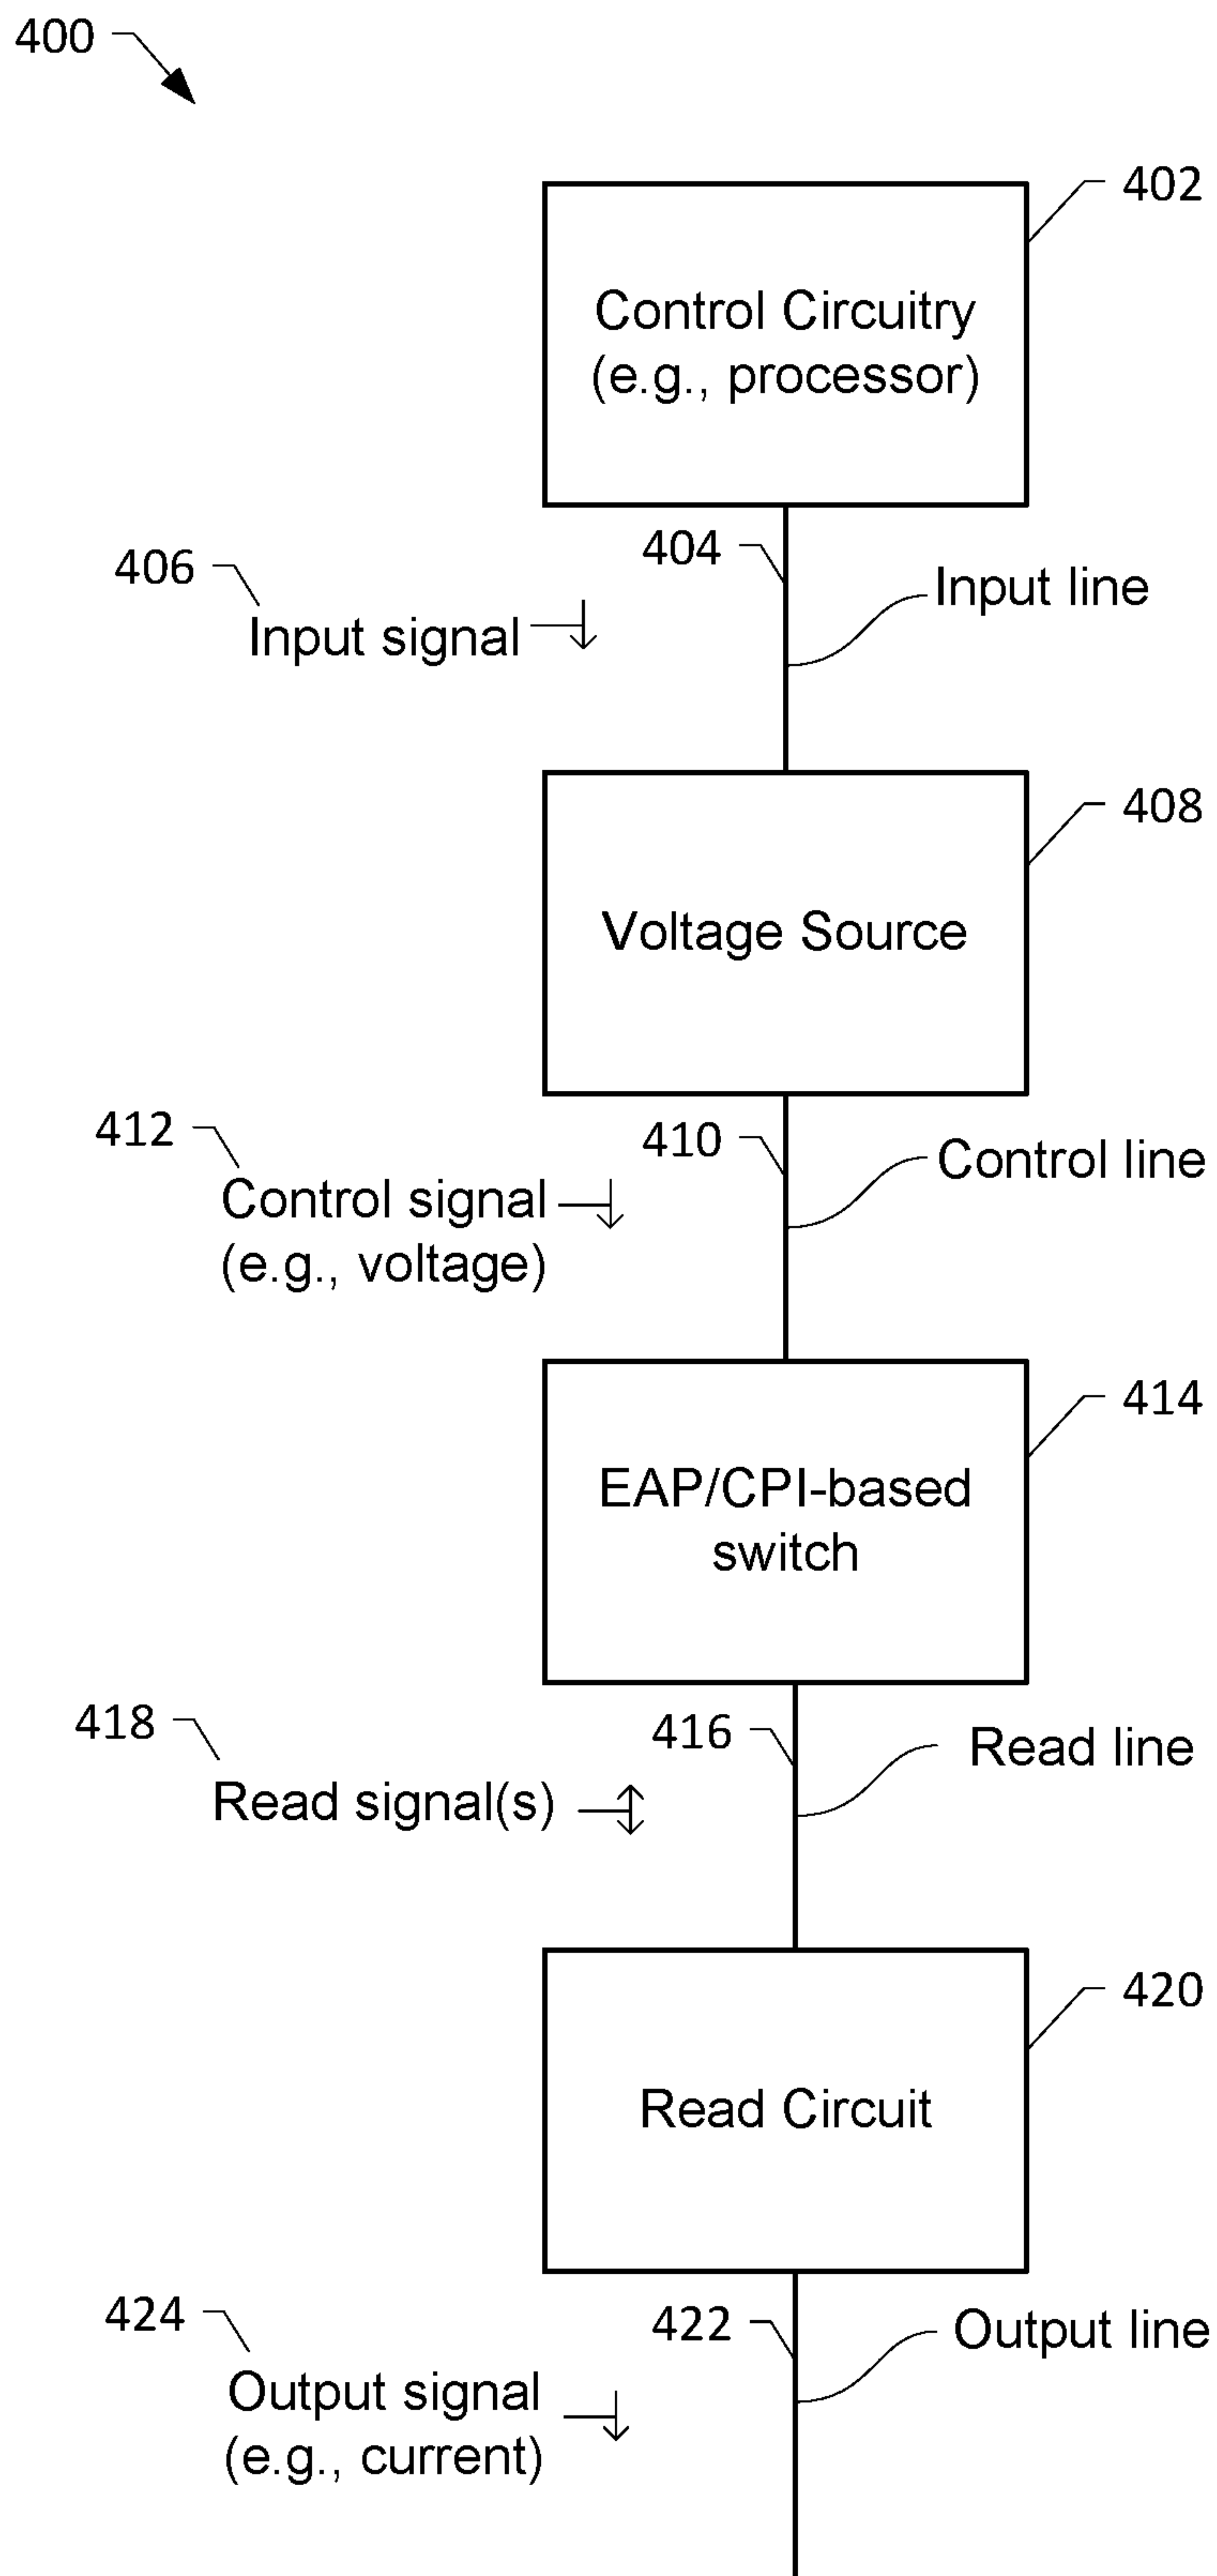 400
402
Control Circuitry
(e.g., processor)
404
406
Input line
Input signal
408
Voltage Source
412
410
Control line
Control signal
(e.g., voltage)
414
EAP/CPI-based
switch
418
416
Read line
Read signal(s)
420
Read Circuit
424
422
Output line
Output signal
(e.g., current)